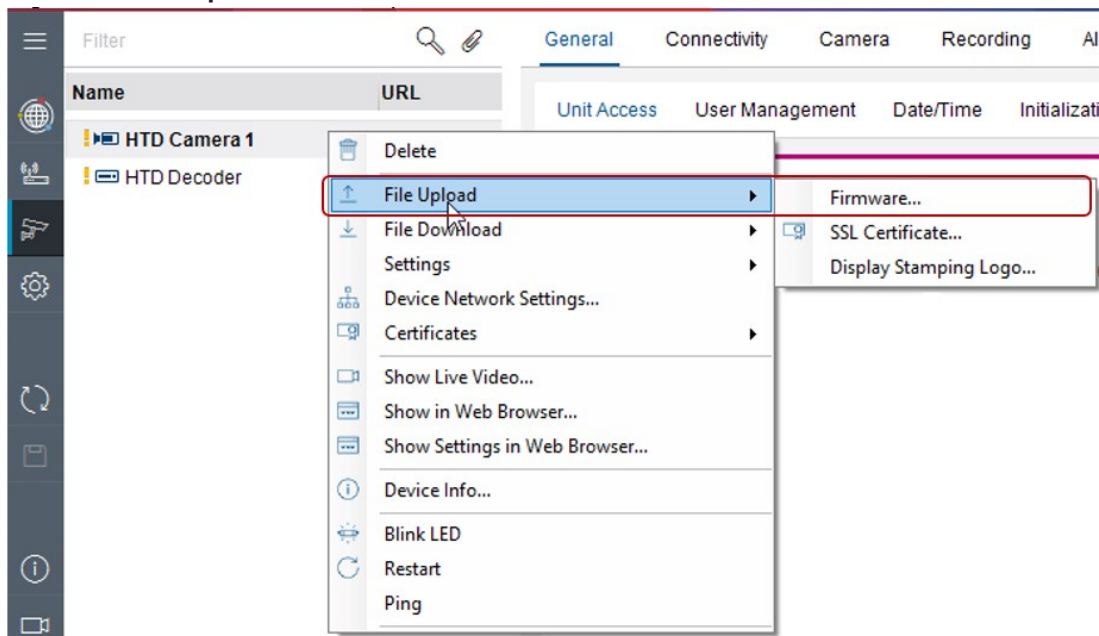 Filter
General Connectivity Camera Recording
Name URL
Unit Access User Management Date/Time
HTD Camera 1
HTD Decoder
Delete
File Upload
File Download
Settings
Device Network Settings...
Certificates
Show Live Video...
Show in Web Browser...
Show Settings in Web Browser...
Device Info...
Blink LED
Restart
Ping
Firmware...
SSL Certificate...
Display Stamping Logo...